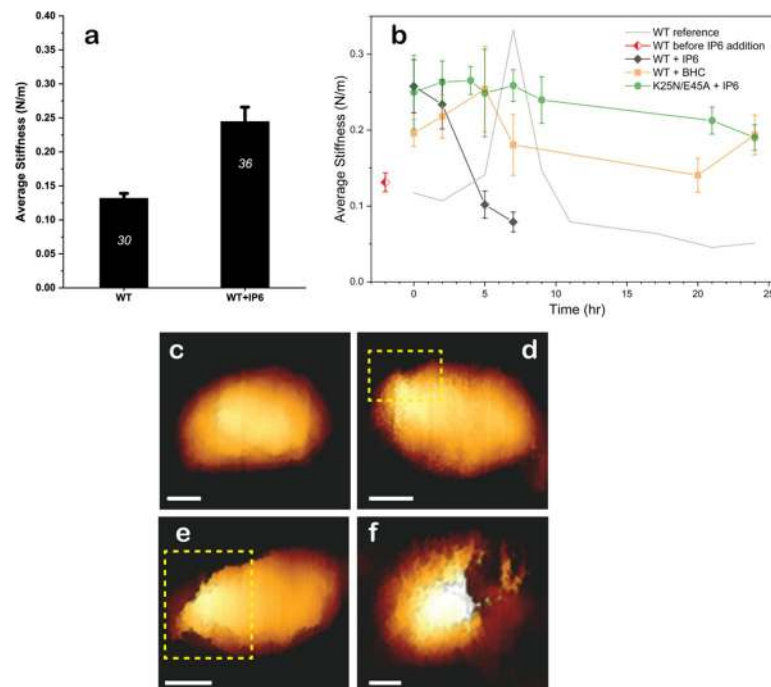 a
Average Stiffness (N/m)
0.40
0.35
0.30
0.25
0.20
0.15
0.10
0.05
0.00
30
36
WT
WT+IP6
b
WT reference
WT before IP6 addition
WT + IP6
WT + BHC
K25N/E45A + IP6
Average Stiffness (N/m)
0.3
0.2
0.1
0.0
0
5
10
15
20
25
Time (hr)
c
d
e
f